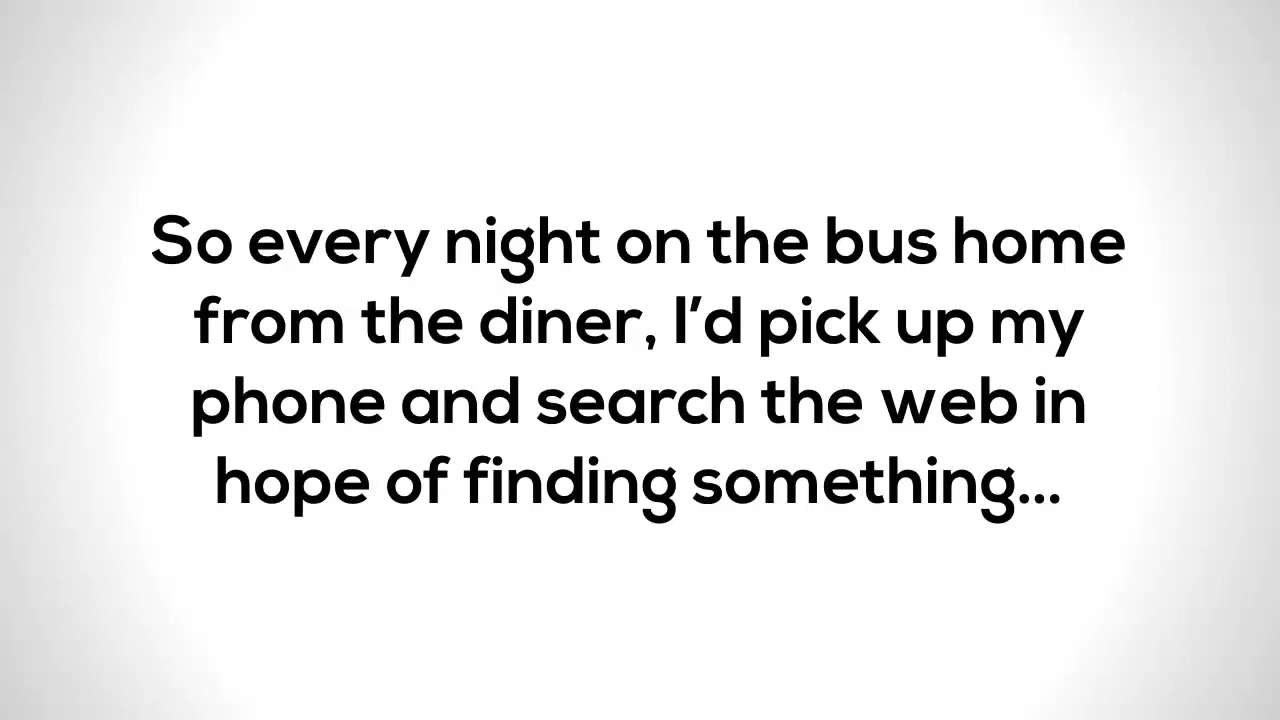 So every night on the bus home
from the diner, I’d pick up my
phone and search the web in
hope of finding something...